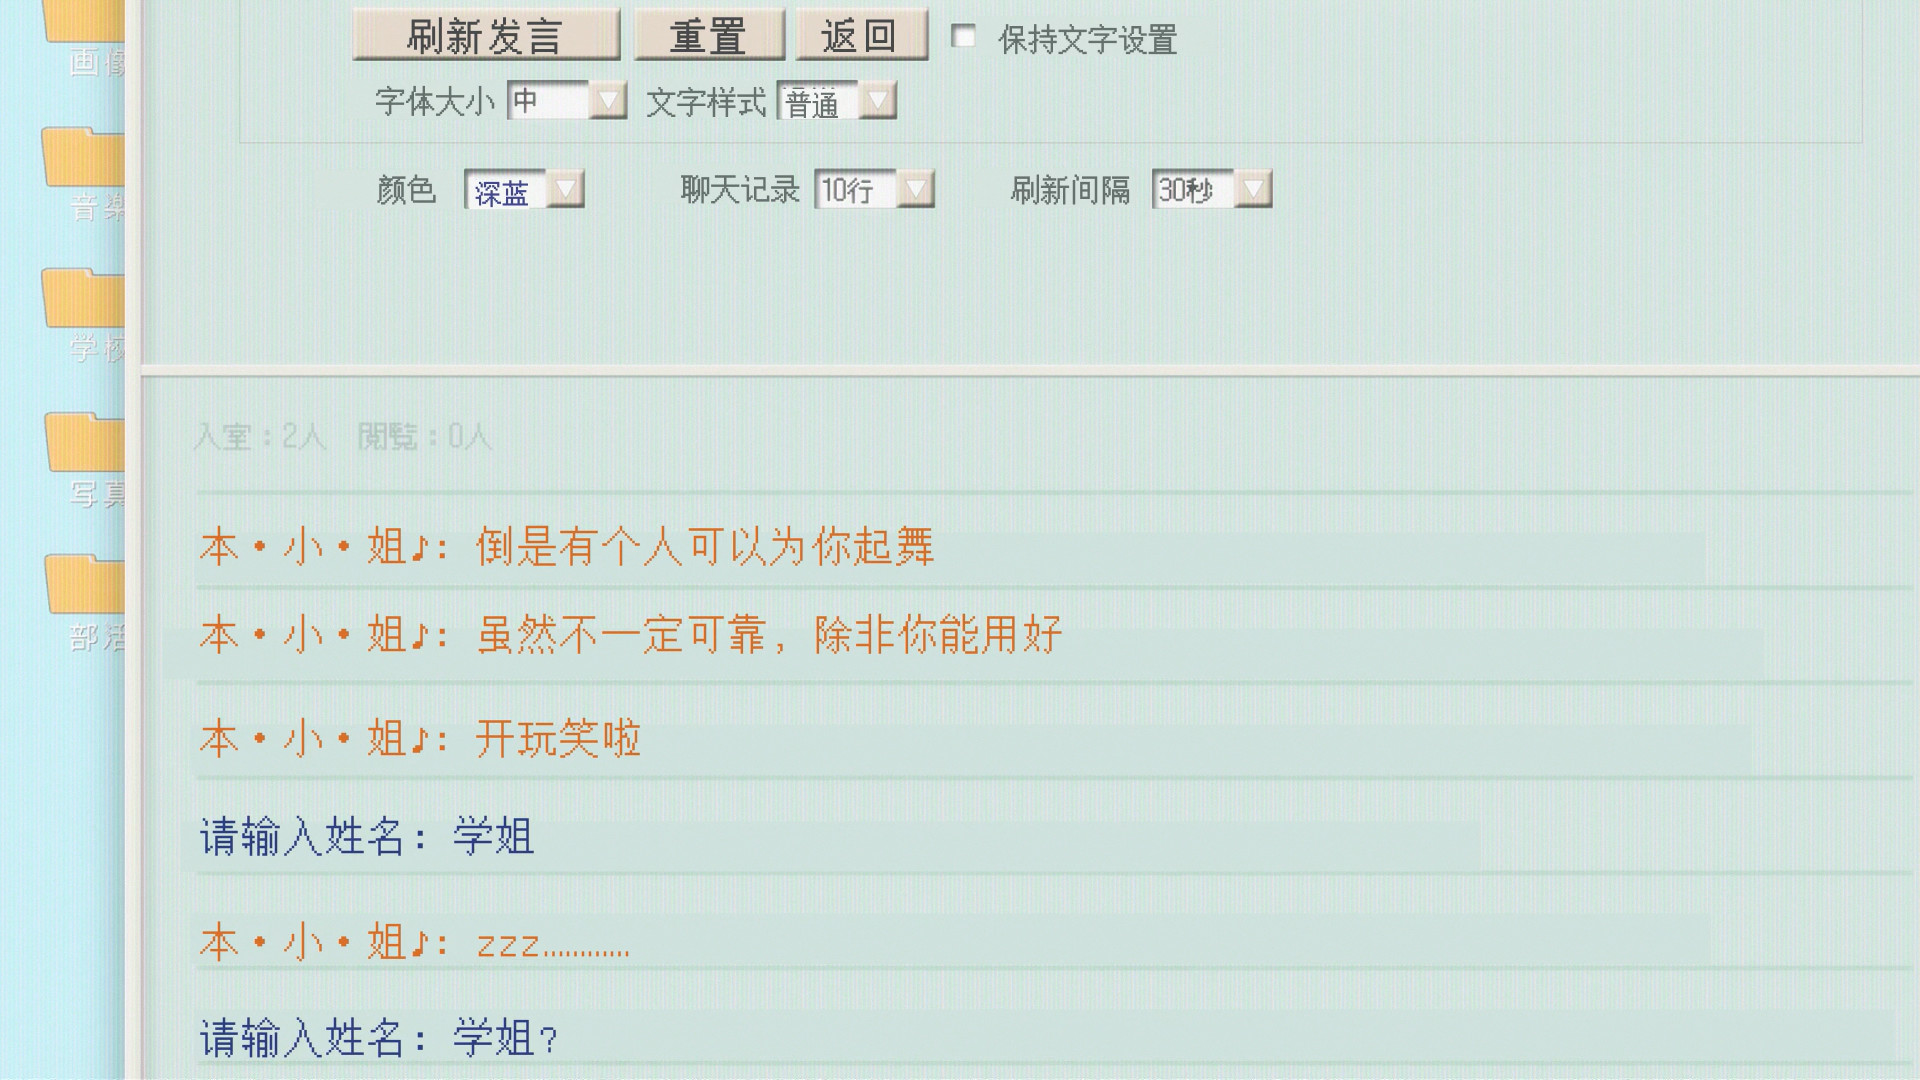 刷新发言 重置 返回 保持文字设置
画像
字体大小 中 文字样式 普通
颜色 深蓝 聊天记录 10行 刷新间隔 30秒
音楽
学校
入室：2人 閲覧：0人
写真
本・小・姐♪： 倒是有个人可以为你起舞
本・小・姐♪： 虽然不一定可靠，除非你能用好
部活
本・小・姐♪： 开玩笑啦
请输入姓名： 学姐
本・小・姐♪： zzz…………
请输入姓名： 学姐？